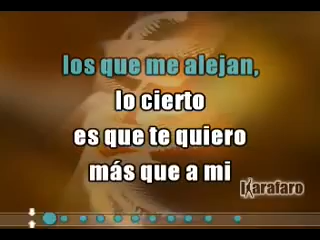 los que me alejan,
lo cierto
es que te quiero
más que a mi
Karafaro